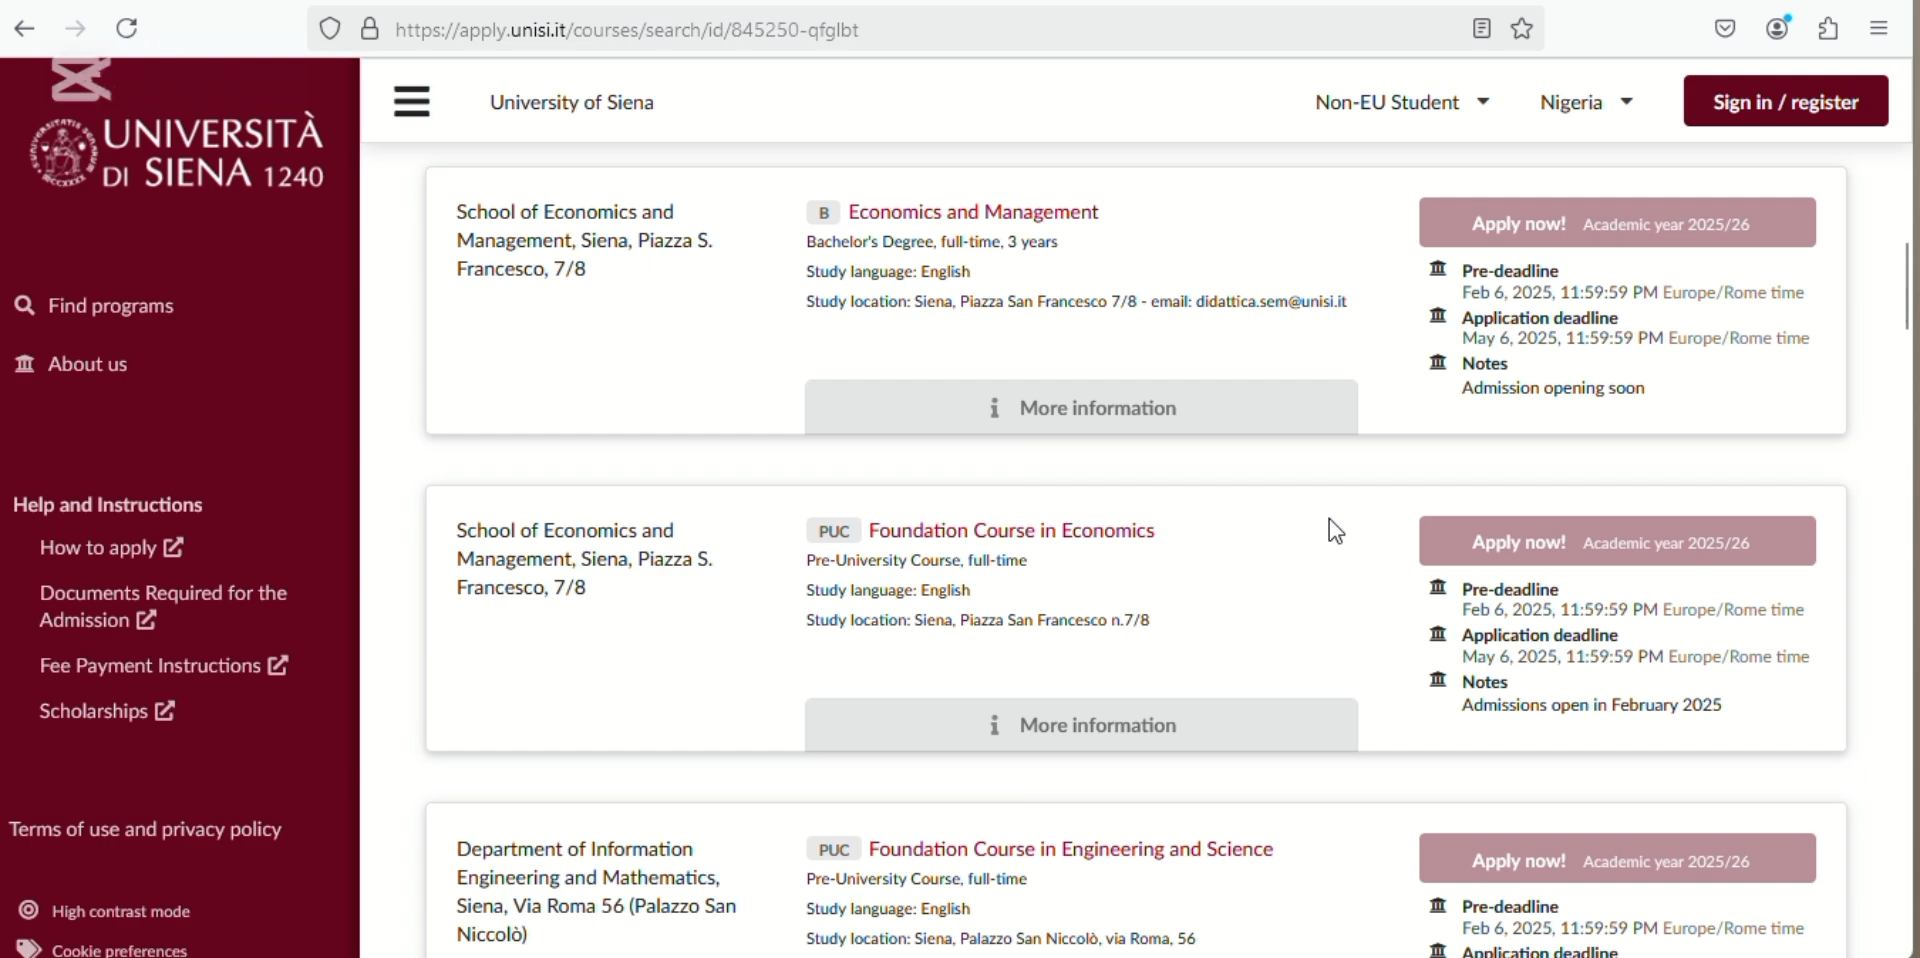 https://apply.unisi.it/courses/search/id/845250-qfglbt
UNIVERSITÀ
DI SIENA 1240
Find programs
About us
Help and Instructions
How to apply
Documents Required for the
Admission
Fee Payment Instructions
Scholarships
Terms of use and privacy policy
High contrast mode
Cookie preferences
University of Siena
Non-EU Student
Nigeria
Sign in / register
School of Economics and
Management, Siena, Piazza S.
Francesco, 7/8
B Economics and Management
Bachelor's Degree, full-time, 3 years
Study language: English
Study location: Siena, Piazza San Francesco 7/8 - email: didattica.sem@unisi.it
More information
Apply now! Academic year 2025/26
Pre-deadline
Feb 6, 2025, 11:59:59 PM Europe/Rome time
Application deadline
May 6, 2025, 11:59:59 PM Europe/Rome time
Notes
Admission opening soon
School of Economics and
Management, Siena, Piazza S.
Francesco, 7/8
PUC Foundation Course in Economics
Pre-University Course, full-time
Study language: English
Study location: Siena, Piazza San Francesco n.7/8
More information
Apply now! Academic year 2025/26
Pre-deadline
Feb 6, 2025, 11:59:59 PM Europe/Rome time
Application deadline
May 6, 2025, 11:59:59 PM Europe/Rome time
Notes
Admissions open in February 2025
Department of Information
Engineering and Mathematics,
Siena, Via Roma 56 (Palazzo San
Niccolò)
PUC Foundation Course in Engineering and Science
Pre-University Course, full-time
Study language: English
Study location: Siena, Palazzo San Niccolò, via Roma, 56
Apply now! Academic year 2025/26
Pre-deadline
Feb 6, 2025, 11:59:59 PM Europe/Rome time
Application deadline